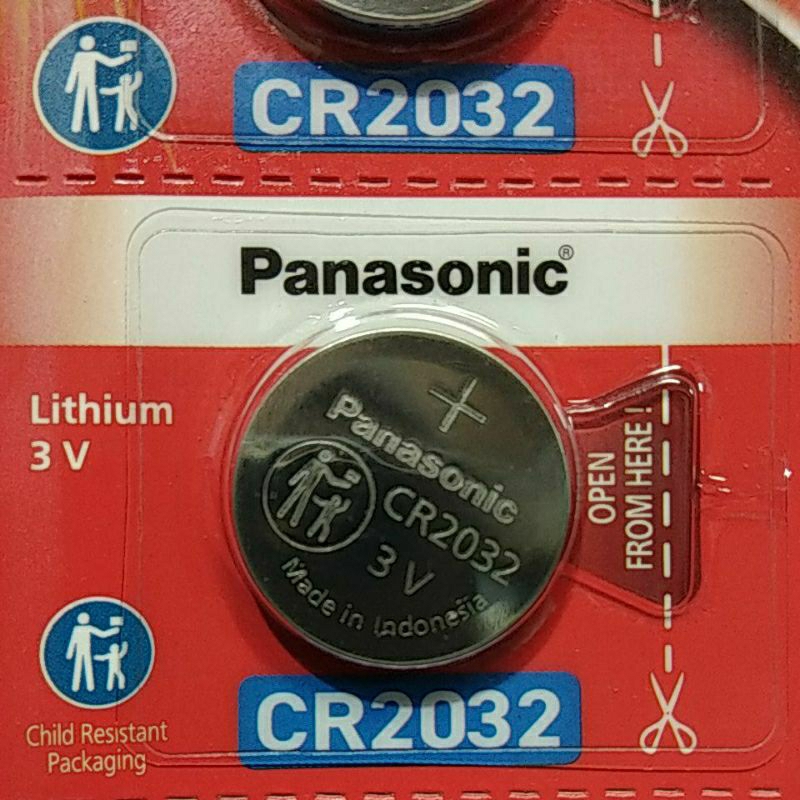 CR2032
Panasonic®
Lithium
3 V
Panasonic
CR2032
3 V
Made in Indonesia
OPEN
FROM HERE !
Child Resistant
Packaging
CR2032